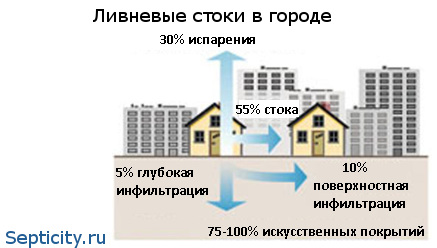 Ливневые стоки в городе
30% испарения
55% стока
5% глубокая
инфильтрация
10%
поверхностная
инфильтрация
75-100% искусственных покрытий
Septicity.ru